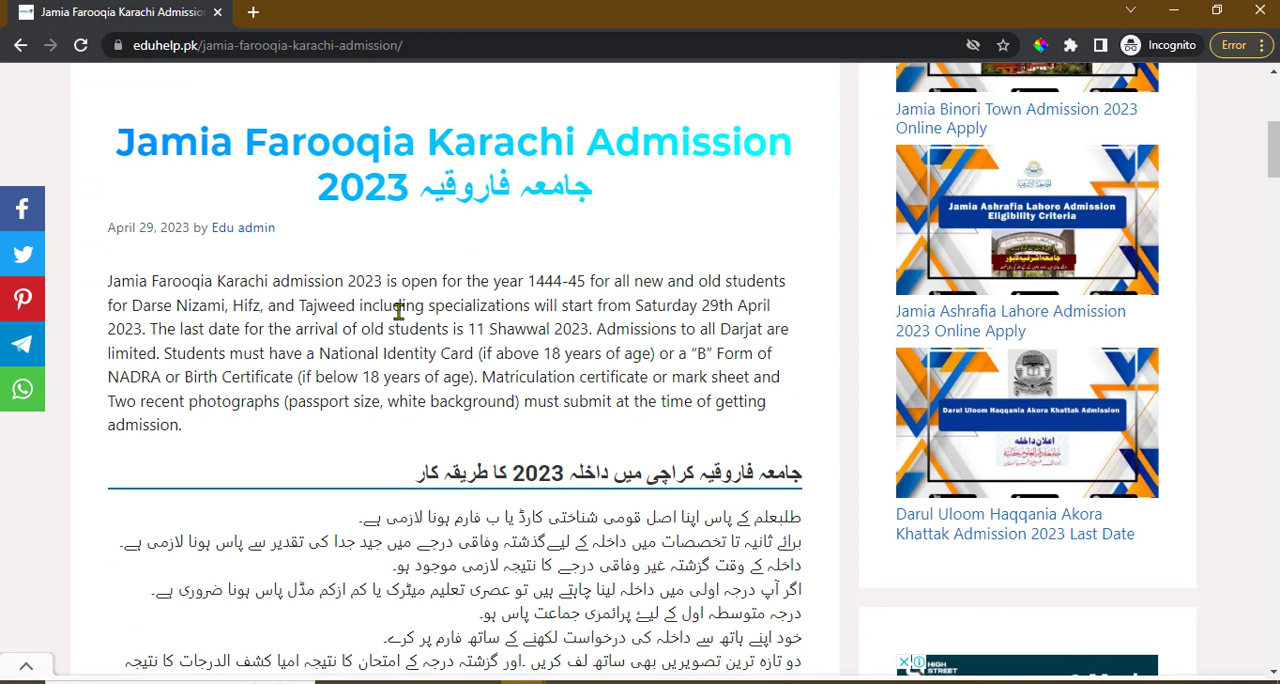 Jamia Farooqia Karachi Admissio
eduhelp.pk/jamia-farooqia-karachi-admission/
Incognito
Error
Jamia Farooqia Karachi Admission
2023 جامعہ فاروقیہ
April 29, 2023 by Edu admin
Jamia Farooqia Karachi admission 2023 is open for the year 1444-45 for all new and old students
for Darse Nizami, Hifz, and Tajweed including specializations will start from Saturday 29th April
2023. The last date for the arrival of old students is 11 Shawwal 2023. Admissions to all Darjat are
limited. Students must have a National Identity Card (if above 18 years of age) or a “B” Form of
NADRA or Birth Certificate (if below 18 years of age). Matriculation certificate or mark sheet and
Two recent photographs (passport size, white background) must submit at the time of getting
admission.
جامعہ فاروقیہ کراچی میں داخلہ 2023 کا طریقہ کار
طلبعلم کے پاس اپنا اصل قومی شناختی کارڈ یا ب فارم ہونا لازمی ہے۔
برائے ثانیہ تا تخصصات میں داخلہ کے لیےگذشتہ وفاقی درجے میں جید جدا کی تقدیر سے پاس ہونا لازمی ہے۔
داخلہ کے وقت گزشتہ غیر وفاقی درجے کا نتیجہ لازمی موجود ہو۔
اگر آپ درجہ اولی میں داخلہ لینا چاہتے ہیں تو عصری تعلیم میٹرک یا کم ازکم مڈل پاس ہونا ضروری ہے۔
درجہ متوسطہ اول کے لیۓ پرائمری جماعت پاس ہو۔
خود اپنے ہاتھ سے داخلہ کی درخواست لکھنے کے ساتھ فارم پر کرے۔
دو تازہ ترین تصویریں بھی ساتھ لف کریں ۔اور گزشتہ درجہ کے امتحان کا نتیجہ امیا کشف الدرجات کا نتیجہ
Jamia Binori Town Admission 2023
Online Apply
Jamia Ashrafia Lahore Admission
Eligibility Criteria
Jamia Ashrafia Lahore Admission
2023 Online Apply
Darul Uloom Haqqania Akora Khattak Admission
اعلان داخلہ
Darul Uloom Haqqania Akora
Khattak Admission 2023 Last Date
HIGH
STREET